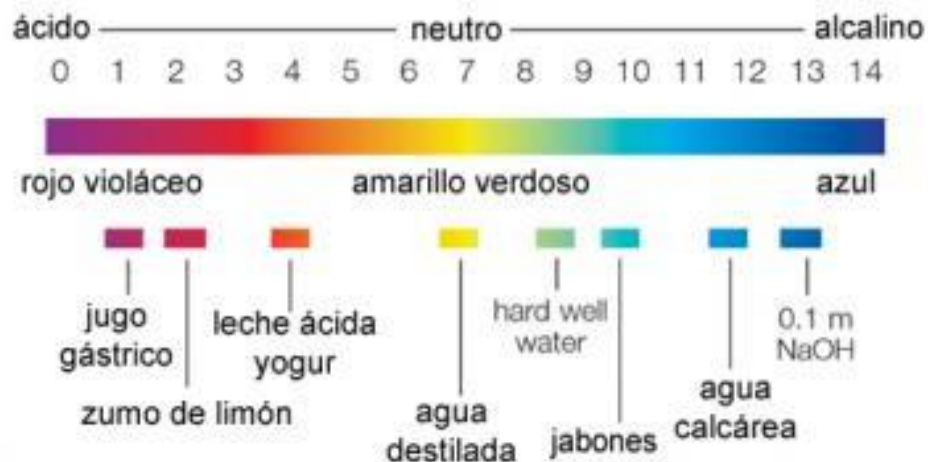 ácido neutro alcalino
0 1 2 3 4 5 6 7 8 9 10 11 12 13 14
rojo violáceo amarillo verdoso azul
jugo
gástrico
zumo de limón
leche ácida
yogur
agua
destilada
hard well
water
jabones
agua
calcárea
0.1 m
NaOH